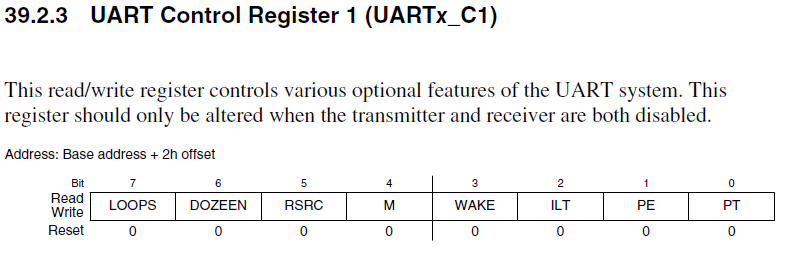 39.2.3 UART Control Register 1 (UARTx_C1)
This read/write register controls various optional features of the UART system. This
register should only be altered when the transmitter and receiver are both disabled.
Address: Base address + 2h offset
Bit 7 6 5 4 3 2 1 0
Read
Write LOOPS DOZEEN RSRC M WAKE ILT PE PT
Reset 0 0 0 0 0 0 0 0